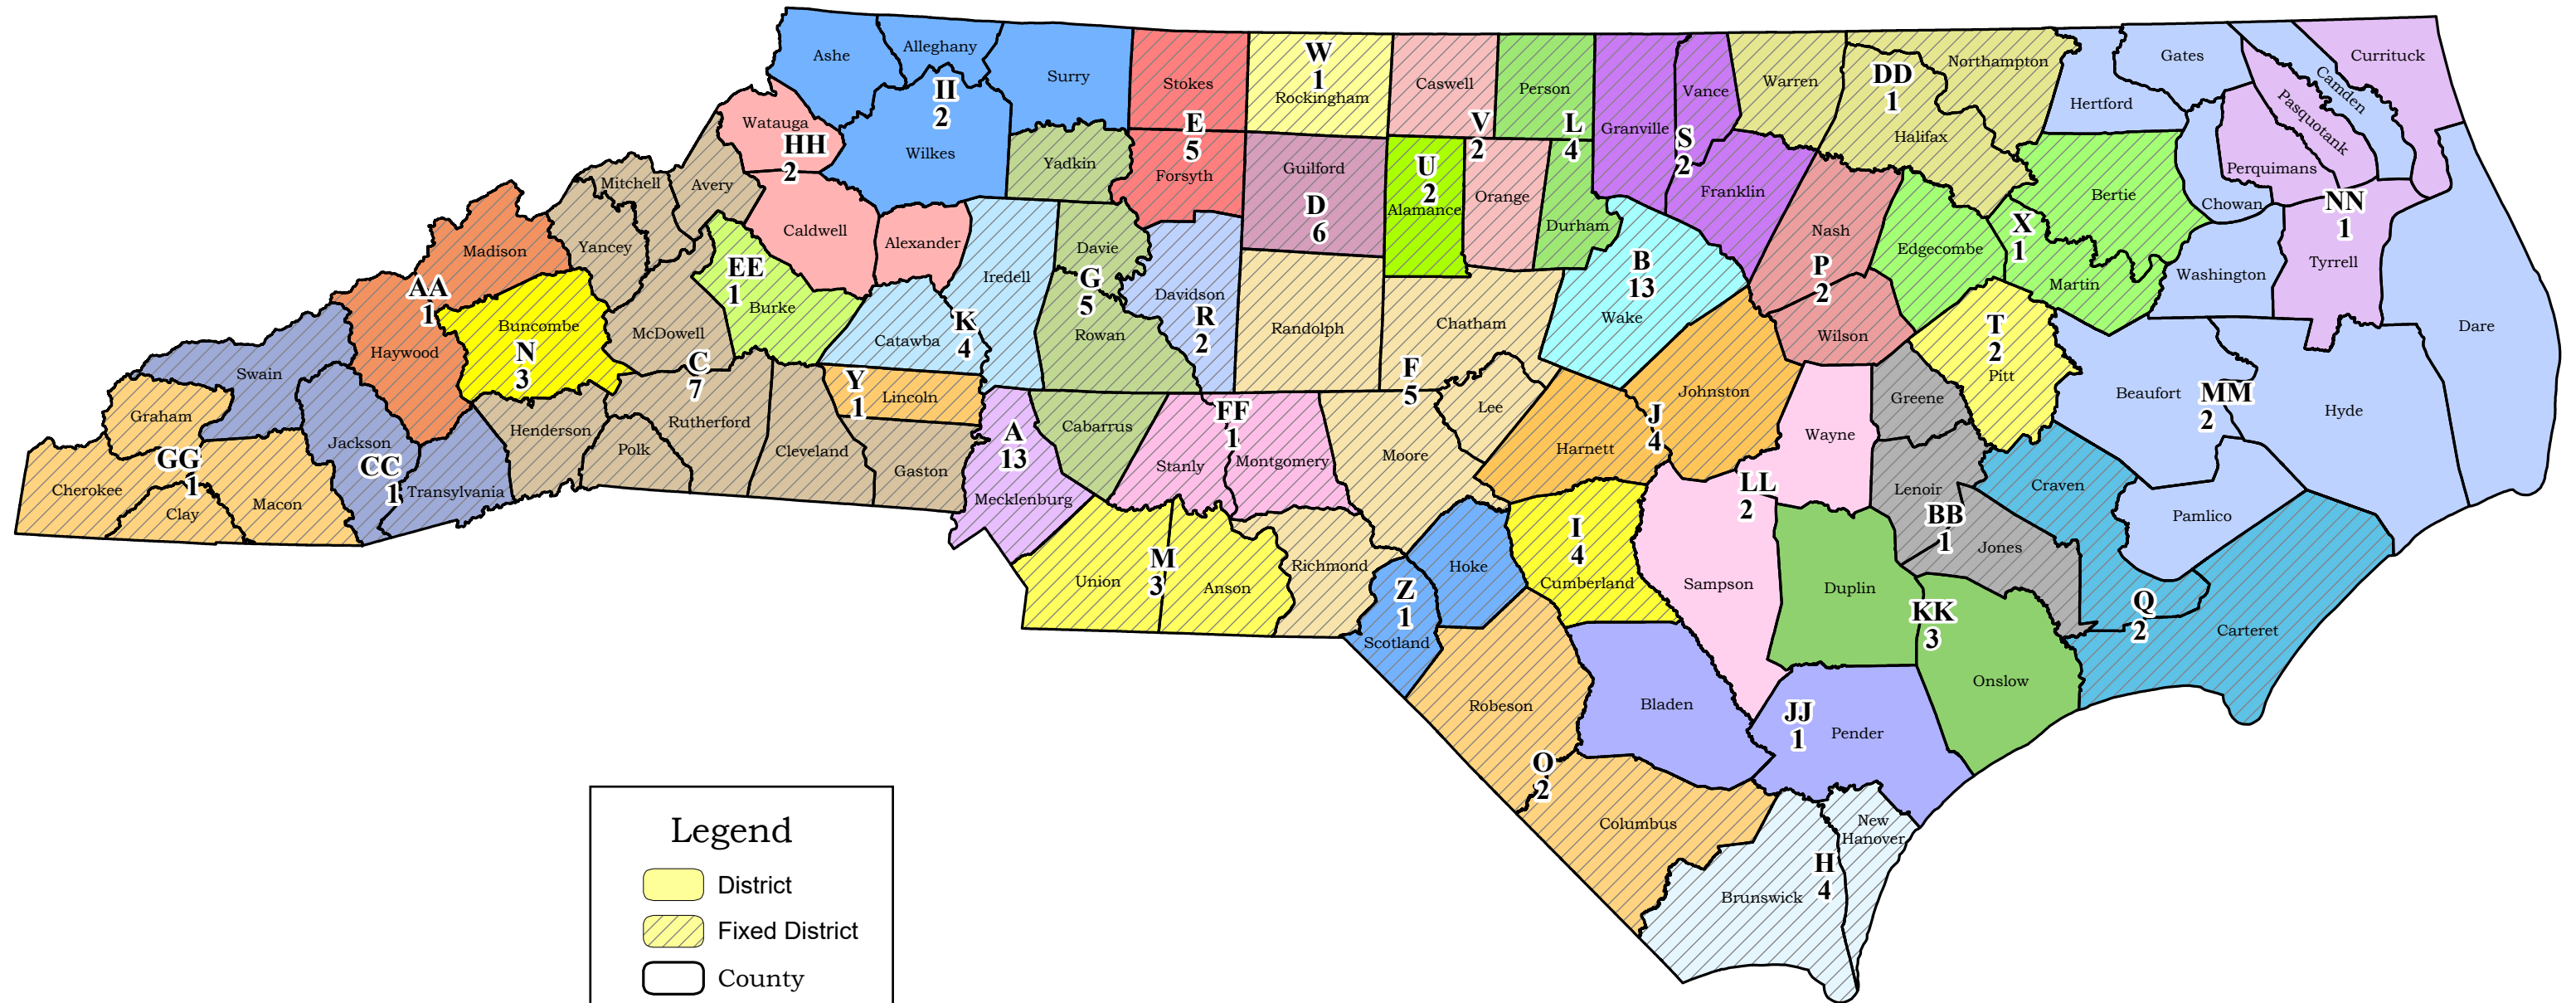 Ashe
Alleghany
Surry
II
2
Wilkes
Watauga
HH
2
Caldwell
Alexander
Stokes
E
5
Forsyth
Yadkin
W
1
Rockingham
Caswell
V
2
Orange
Person
L
4
Durham
Granville
Vance
S
2
Franklin
Warren
DD
1
Northampton
Halifax
Hertford
Gates
Camden
Currituck
Pasquotank
Perquimans
Chowan
NN
1
Tyrrell
Bertie
X
1
Martin
Edgecombe
Washington
Dare
Guilford
D
6
U
2
Alamance
Mitchell
Avery
Yancey
McDowell
C
7
Madison
AA
1
Haywood
Buncombe
N
3
EE
1
Burke
Iredell
Catawba
K
4
Davie
G
5
Rowan
Davidson
R
2
Randolph
Chatham
F
5
Lee
Moore
B
13
Wake
Nash
P
2
Wilson
Johnston
J
4
Harnett
T
2
Pitt
Greene
Wayne
Lenoir
BB
1
Jones
Beaufort
MM
2
Hyde
Craven
Pamlico
Q
2
Carteret
Swain
Graham
GG
1
Cherokee
Clay
Macon
Jackson
CC
1
Transylvania
Henderson
Polk
Rutherford
Cleveland
Y
1
Lincoln
Gaston
A
13
Mecklenburg
Cabarrus
FF
1
Stanly
Montgomery
M
3
Union
Anson
Richmond
Z
1
Scotland
Hoke
I
4
Cumberland
LL
2
Sampson
Duplin
KK
3
Onslow
Robeson
O
2
Columbus
Bladen
JJ
1
Pender
New
Hanover
H
4
Brunswick
Legend
District
Fixed District
County